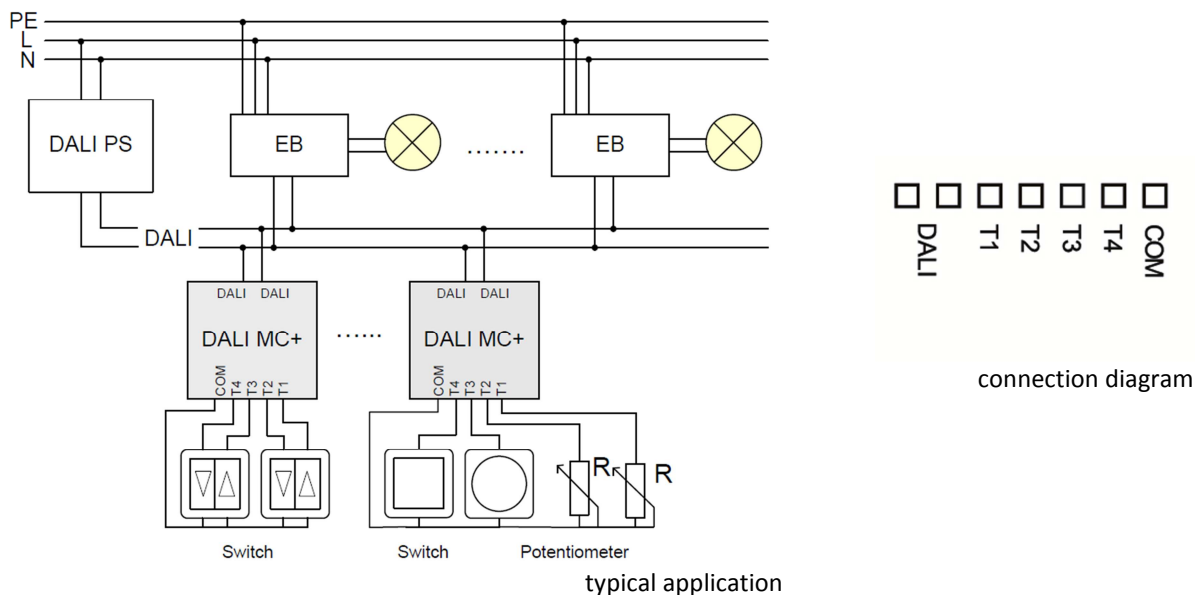 PE
L
N
DALI PS
EB
.......
EB
DALI
DALI DALI
DALI MC+
COM T4 T3 T2 T1
......
DALI DALI
DALI MC+
COM T4 T3 T2 T1
R
R
Switch
Switch
Potentiometer
typical application
DALI T1 T2 T3 T4 COM
connection diagram